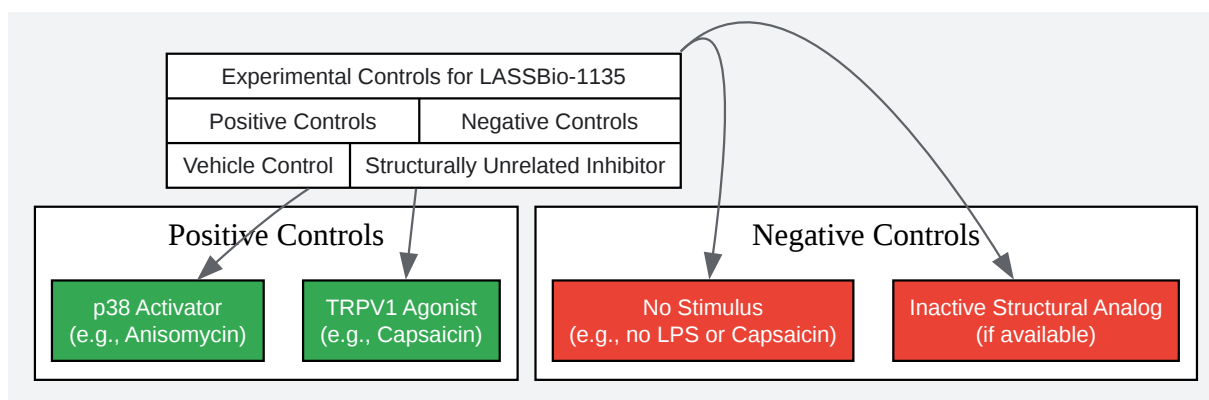 Experimental Controls for LASSBio-1135
Positive Controls
Negative Controls
Vehicle Control
Structurally Unrelated Inhibitor
Positive Controls
p38 Activator
(e.g., Anisomycin)
TRPV1 Agonist
(e.g., Capsaicin)
Negative Controls
No Stimulus
(e.g., no LPS or Capsaicin)
Inactive Structural Analog
(if available)